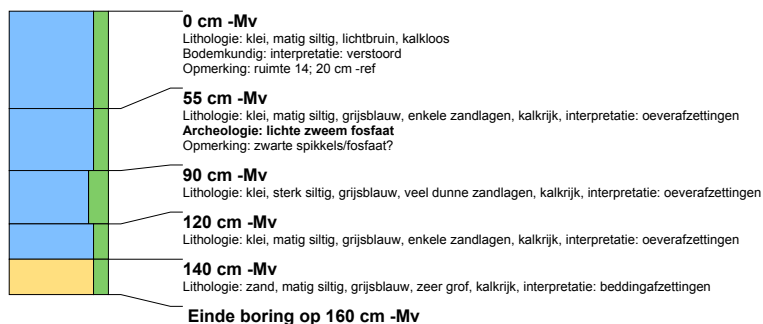 0 cm -Mv
Lithologie: klei, matig siltig, lichtbruin, kalkloos
Bodemkundig: interpretatie: verstoord
Opmerking: ruimte 14; 20 cm -ref
55 cm -Mv
Lithologie: klei, matig siltig, grijsblauw, enkele zandlagen, kalkrijk, interpretatie: oeverafzettingen
Archeologie: lichte zweem fosfaat
Opmerking: zwarte spikkels/fosfaat?
90 cm -Mv
Lithologie: klei, sterk siltig, grijsblauw, veel dunne zandlagen, kalkrijk, interpretatie: oeverafzettingen
120 cm -Mv
Lithologie: klei, matig siltig, grijsblauw, enkele zandlagen, kalkrijk, interpretatie: oeverafzettingen
140 cm -Mv
Lithologie: zand, matig siltig, grijsblauw, zeer grof, kalkrijk, interpretatie: beddingafzettingen
Einde boring op 160 cm -Mv